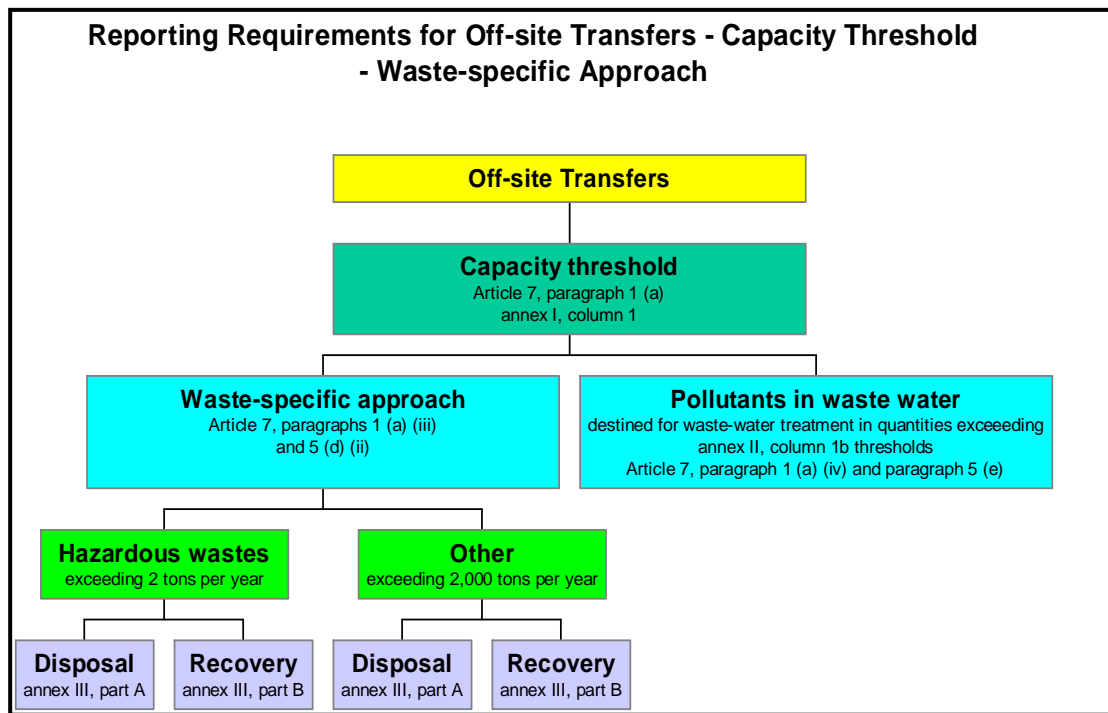 Reporting Requirements for Off-site Transfers - Capacity Threshold
- Waste-specific Approach
Off-site Transfers
Capacity threshold
Article 7, paragraph 1 (a)
annex I, column 1
Waste-specific approach
Article 7, paragraphs 1 (a) (iii)
and 5 (d) (ii)
Pollutants in waste water
destined for waste-water treatment in quantities exceeeding
annex II, column 1b thresholds
Article 7, paragraph 1 (a) (iv) and paragraph 5 (e)
Hazardous wastes
exceeding 2 tons per year
Other
exceeding 2,000 tons per year
Disposal
annex III, part A
Recovery
annex III, part B
Disposal
annex III, part A
Recovery
annex III, part B